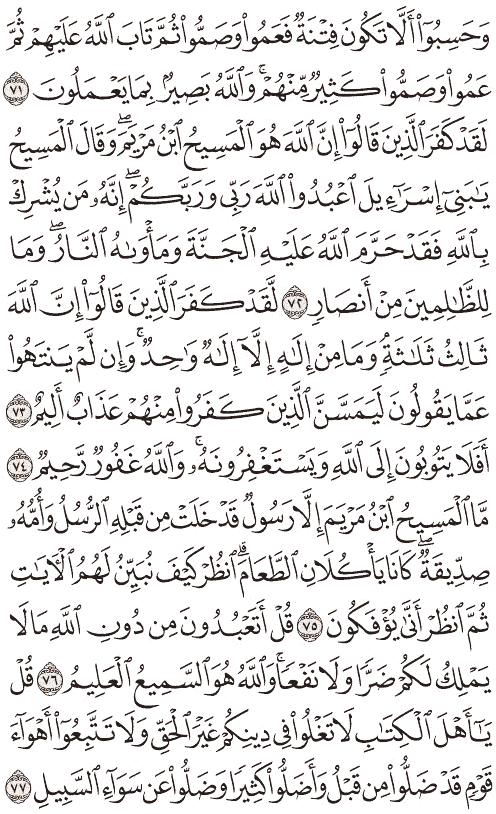 وَحَسِبُوٓا۟ أَلَّا تَكُونَ فِتْنَةٌ فَعَمُوا۟ وَصَمُّوا۟ ثُمَّ تَابَ ٱللَّهُ عَلَيْهِمْ ثُمَّ
عَمُوا۟ وَصَمُّوا۟ كَثِيرٌ مِّنْهُمْ ۚ وَٱللَّهُ بَصِيرٌۢ بِمَا يَعْمَلُونَ ٧١
لَقَدْ كَفَرَ ٱلَّذِينَ قَالُوٓا۟ إِنَّ ٱللَّهَ هُوَ ٱلْمَسِيحُ ٱبْنُ مَرْيَمَ ۖ وَقَالَ ٱلْمَسِيحُ
يَٰبَنِىٓ إِسْرَٰٓءِيلَ ٱعْبُدُوا۟ ٱللَّهَ رَبِّى وَرَبَّكُمْ ۖ إِنَّهُۥ مَن يُشْرِكْ
بِٱللَّهِ فَقَدْ حَرَّمَ ٱللَّهُ عَلَيْهِ ٱلْجَنَّةَ وَمَأْوَىٰهُ ٱلنَّارُ ۖ وَمَا
لِلظَّٰلِمِينَ مِنْ أَنصَارٍ ٧٢ لَّقَدْ كَفَرَ ٱلَّذِينَ قَالُوٓا۟ إِنَّ ٱللَّهَ
ثَالِثُ ثَلَٰثَةٍ ۘ وَمَا مِنْ إِلَٰهٍ إِلَّآ إِلَٰهٌ وَٰحِدٌ ۚ وَإِن لَّمْ يَنتَهُوا۟
عَمَّا يَقُولُونَ لَيَمَسَّنَّ ٱلَّذِينَ كَفَرُوا۟ مِنْهُمْ عَذَابٌ أَلِيمٌ ٧٣
أَفَلَا يَتُوبُونَ إِلَى ٱللَّهِ وَيَسْتَغْفِرُونَهُۥ ۚ وَٱللَّهُ غَفُورٌ رَّحِيمٌ ٧٤
مَّا ٱلْمَسِيحُ ٱبْنُ مَرْيَمَ إِلَّا رَسُولٌ قَدْ خَلَتْ مِن قَبْلِهِ ٱلرُّسُلُ وَأُمُّهُۥ
صِدِّيقَةٌ ۖ كَانَا يَأْكُلَانِ ٱلطَّعَامَ ۗ ٱنظُرْ كَيْفَ نُبَيِّنُ لَهُمُ ٱلْءَايَٰتِ
ثُمَّ ٱنظُرْ أَنَّىٰ يُؤْفَكُونَ ٧٥ قُلْ أَتَعْبُدُونَ مِن دُونِ ٱللَّهِ مَا لَا
يَمْلِكُ لَكُمْ ضَرًّا وَلَا نَفْعًا ۚ وَٱللَّهُ هُوَ ٱلسَّمِيعُ ٱلْعَلِيمُ ٧٦ قُلْ
يَٰٓأَهْلَ ٱلْكِتَٰبِ لَا تَغْلُوا۟ فِى دِينِكُمْ غَيْرَ ٱلْحَقِّ وَلَا تَتَّبِعُوٓا۟ أَهْوَآءَ
قَوْمٍ قَدْ ضَلُّوا۟ مِن قَبْلُ وَأَضَلُّوا۟ كَثِيرًا وَضَلُّوا۟ عَن سَوَآءِ ٱلسَّبِيلِ ٧٧